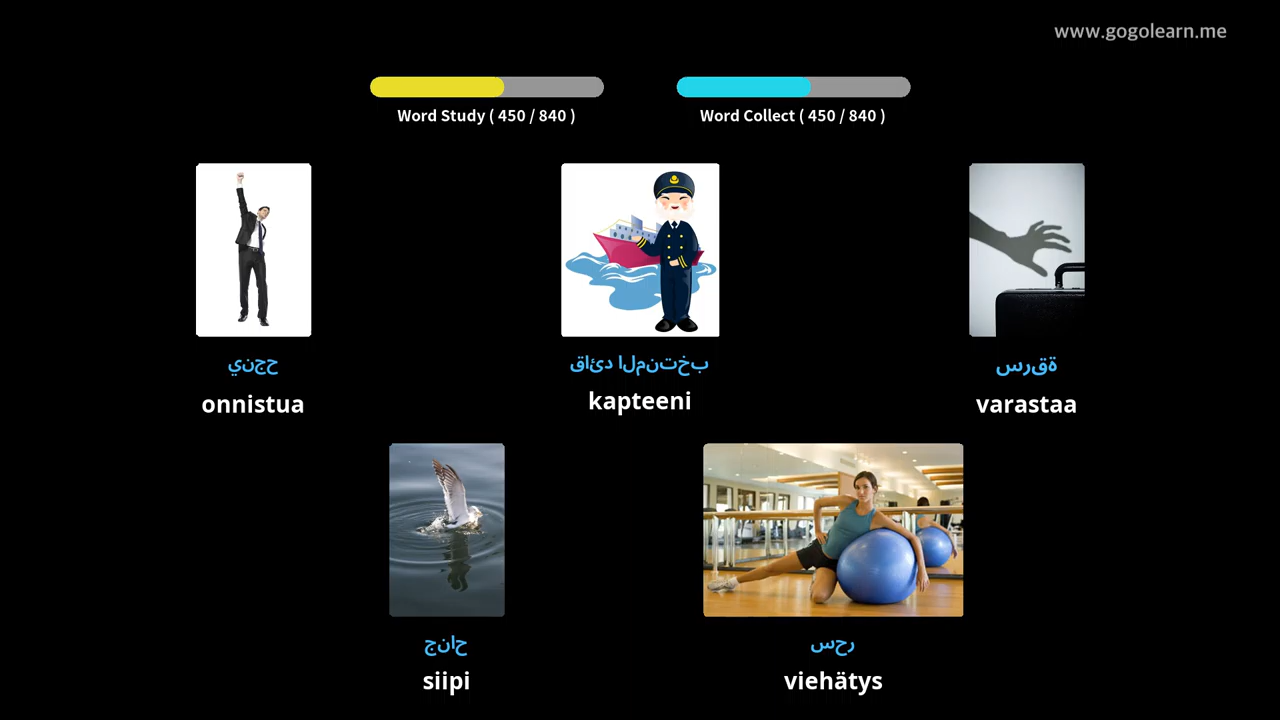 www.gogolearn.me
Word Study ( 450 / 840 )
Word Collect ( 450 / 840 )
ينجح
onnistua
قائد المنتخب
kapteeni
سرقة
varastaa
جناح
siipi
سحر
viehätys